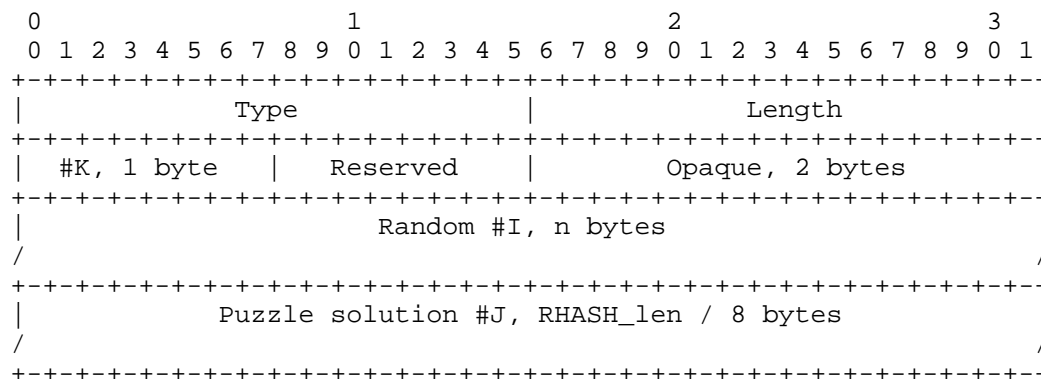 0                   1                   2                   3
 0 1 2 3 4 5 6 7 8 9 0 1 2 3 4 5 6 7 8 9 0 1 2 3 4 5 6 7 8 9 0 1
+-+-+-+-+-+-+-+-+-+-+-+-+-+-+-+-+-+-+-+-+-+-+-+-+-+-+-+-+-+-+-+--
|             Type              |             Length
+-+-+-+-+-+-+-+-+-+-+-+-+-+-+-+-+-+-+-+-+-+-+-+-+-+-+-+-+-+-+-+--
|  #K, 1 byte   |   Reserved    |        Opaque, 2 bytes
+-+-+-+-+-+-+-+-+-+-+-+-+-+-+-+-+-+-+-+-+-+-+-+-+-+-+-+-+-+-+-+--
|                      Random #I, n bytes
/                                                               /
+-+-+-+-+-+-+-+-+-+-+-+-+-+-+-+-+-+-+-+-+-+-+-+-+-+-+-+-+-+-+-+--
|            Puzzle solution #J, RHASH_len / 8 bytes
/                                                               /
+-+-+-+-+-+-+-+-+-+-+-+-+-+-+-+-+-+-+-+-+-+-+-+-+-+-+-+-+-+-+-+--